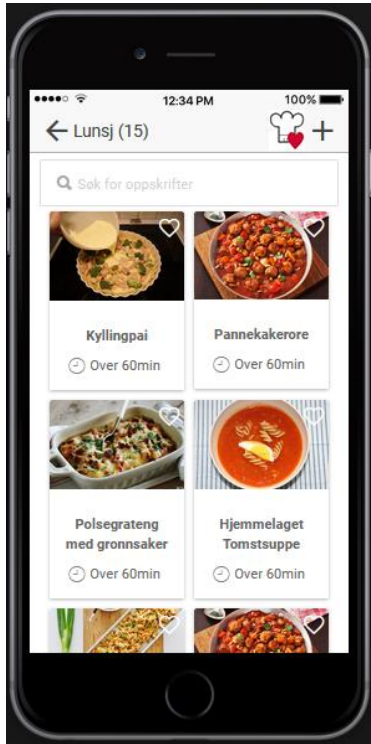 12:34 PM 100%
Lunsj (15)
Søk for oppskrifter
Kyllingpai
Over 60min
Pannekakerore
Over 60min
Polsegrateng
med gronnsaker
Over 60min
Hjemmelaget
Tomstsuppe
Over 60min